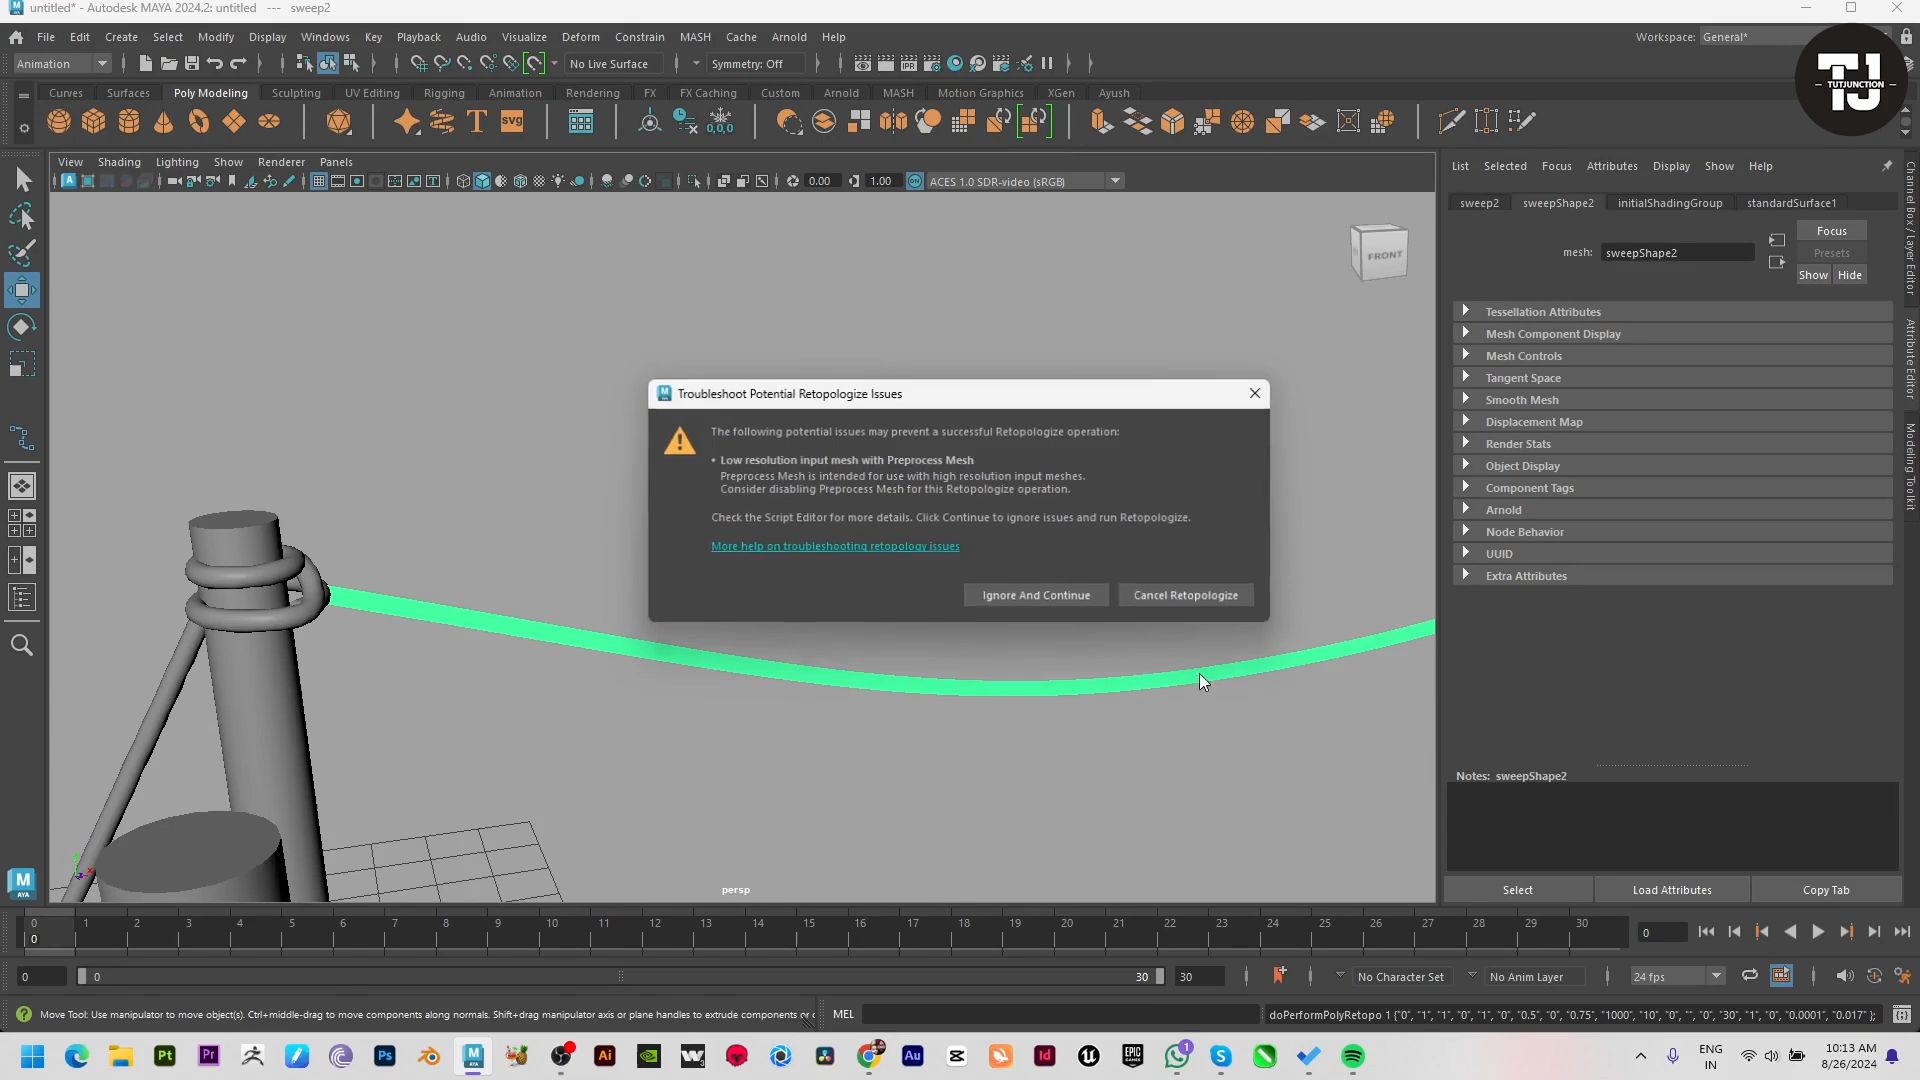 untitled* - Autodesk MAYA 2024.2: untitled --- sweep2
File Edit Create Select Modify Display Windows Key Playback Audio Visualize Deform Constrain MASH Cache Arnold Help
Workspace: General*
Animation No Live Surface Symmetry: Off
TJ
- TUTJUNCTION -
Curves Surfaces Poly Modeling Sculpting UV Editing Rigging Animation Rendering FX FX Caching Custom Arnold MASH Motion Graphics XGen Ayush
View Shading Lighting Show Renderer Panels
0.00 1.00 ACES 1.0 SDR-video (sRGB)
List Selected Focus Attributes Display Show Help
sweep2 sweepShape2 initialShadingGroup standardSurface1
Focus
mesh: sweepShape2
Presets
Show Hide
FRONT
Tessellation Attributes
Mesh Component Display
Mesh Controls
Tangent Space
Smooth Mesh
Displacement Map
Render Stats
Object Display
Component Tags
Arnold
Node Behavior
UUID
Extra Attributes
Channel Box / Layer Editor
Attribute Editor
Modeling Toolkit
Troubleshoot Potential Retopologize Issues
The following potential issues may prevent a successful Retopologize operation:
• Low resolution input mesh with Preprocess Mesh
Preprocess Mesh is intended for use with high resolution input meshes.
Consider disabling Preprocess Mesh for this Retopologize operation.
Check the Script Editor for more details. Click Continue to ignore issues and run Retopologize.
More help on troubleshooting retopology issues
Ignore And Continue Cancel Retopologize
Notes: sweepShape2
persp
Select Load Attributes Copy Tab
0 1 2 3 4 5 6 7 8 9 10 11 12 13 14 15 16 17 18 19 20 21 22 23 24 25 26 27 28 29 30
0 0
0 0 30 30 No Character Set No Anim Layer 24 fps
Move Tool: Use manipulator to move object(s). Ctrl+middle-drag to move components along normals. Shift+drag manipulator axis or plane handles to extrude components or c
MEL
doPerformPolyRetopo 1 {"0", "1", "1", "0", "1", "0", "0.5", "0", "0.75", "1000", "10", "0", "", "0", "30", "1", "0", "0.0001", "0.017" };
ENG
IN
10:13 AM
8/26/2024